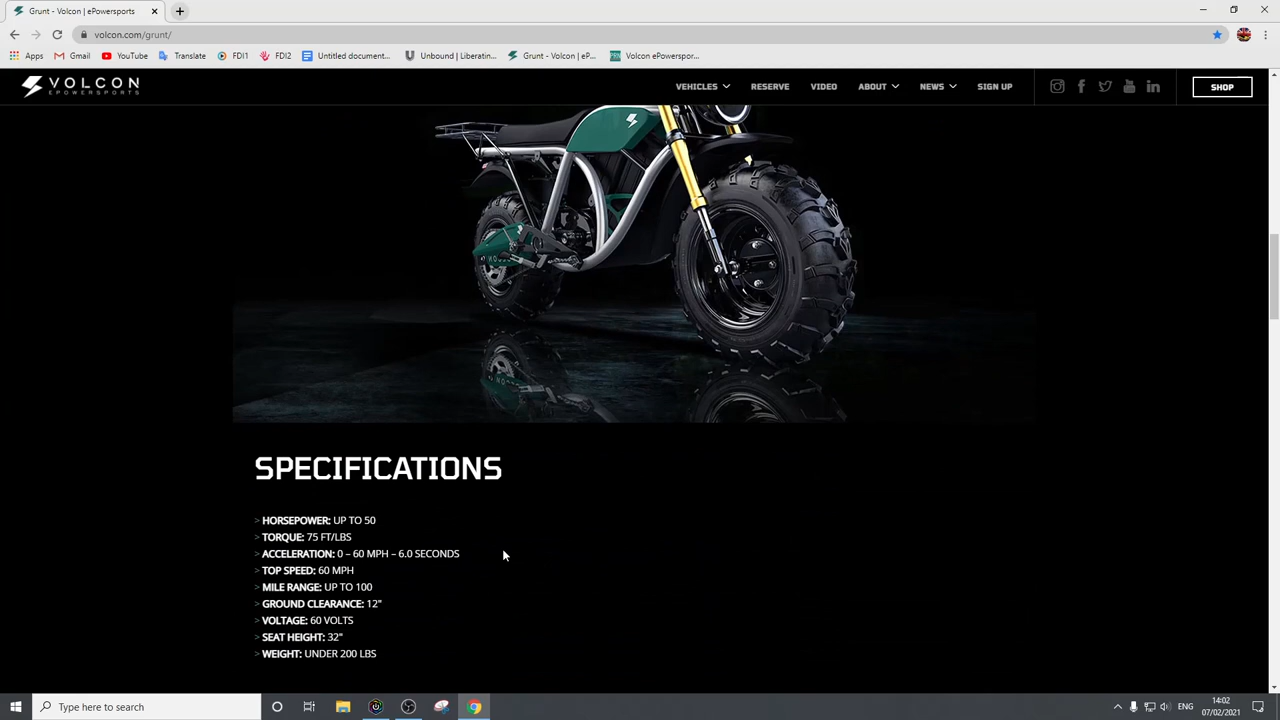 Grunt - Volcon | ePowersports
volcon.com/grunt/
Apps Gmail YouTube Translate FDI1 FDI2 Untitled document... Unbound | Liberatin... Grunt - Volcon | eP... Volcon ePowerspor...
VOLCON
EPOWERSPORTS
VEHICLES RESERVE VIDEO ABOUT NEWS SIGN UP SHOP
SPECIFICATIONS
> HORSEPOWER: UP TO 50
> TORQUE: 75 FT/LBS
> ACCELERATION: 0 – 60 MPH – 6.0 SECONDS
> TOP SPEED: 60 MPH
> MILE RANGE: UP TO 100
> GROUND CLEARANCE: 12"
> VOLTAGE: 60 VOLTS
> SEAT HEIGHT: 32"
> WEIGHT: UNDER 200 LBS
Type here to search
ENG
14:02
07/02/2021